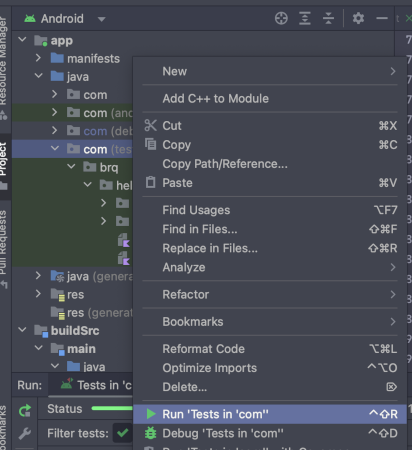 Resource Manager
Project
Pull Requests
Bookmarks
Android
app
manifests
java
com
com (and
com (deb
com (tes
brq
hel
java (genera
res
res (generat
buildSrc
main
java
Run:
Tests in 'c
Status
Filter tests:
New
Add C++ to Module
Cut ⌘X
Copy ⌘C
Copy Path/Reference...
Paste ⌘V
Find Usages ⌥F7
Find in Files... ⇧⌘F
Replace in Files... ⇧⌘R
Analyze
Refactor
Bookmarks
Reformat Code ⌥⌘L
Optimize Imports ^⌥O
Delete... ⌦
Run 'Tests in 'com'' ^⇧R
Debug 'Tests in 'com'' ^⇧D